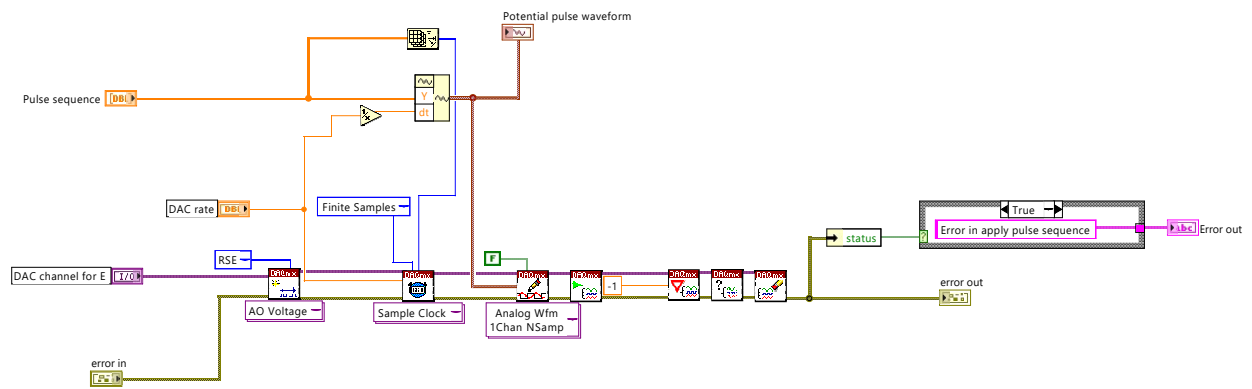 Potential pulse waveform
Pulse sequence
DBL
Y
dt
1/x
DAC rate
DBL
Finite Samples
True
Error in apply pulse sequence
abc
Error out
status
?
RSE
F
DAC channel for E
I/O
DAQmx
DAQmx
DAQmx
DAQmx
DAQmx
DAQmx
DAQmx
-1
AO Voltage
Sample Clock
Analog Wfm
1Chan NSamp
error out
error in